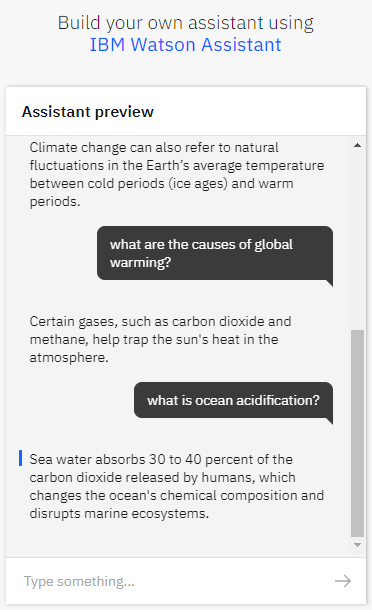 Build your own assistant using
IBM Watson Assistant
Assistant preview
Climate change can also refer to natural
fluctuations in the Earth's average temperature
between cold periods (ice ages) and warm
periods.
what are the causes of global
warming?
Certain gases, such as carbon dioxide and
methane, help trap the sun's heat in the
atmosphere.
what is ocean acidification?
Sea water absorbs 30 to 40 percent of the
carbon dioxide released by humans, which
changes the ocean's chemical composition and
disrupts marine ecosystems.
Type something...